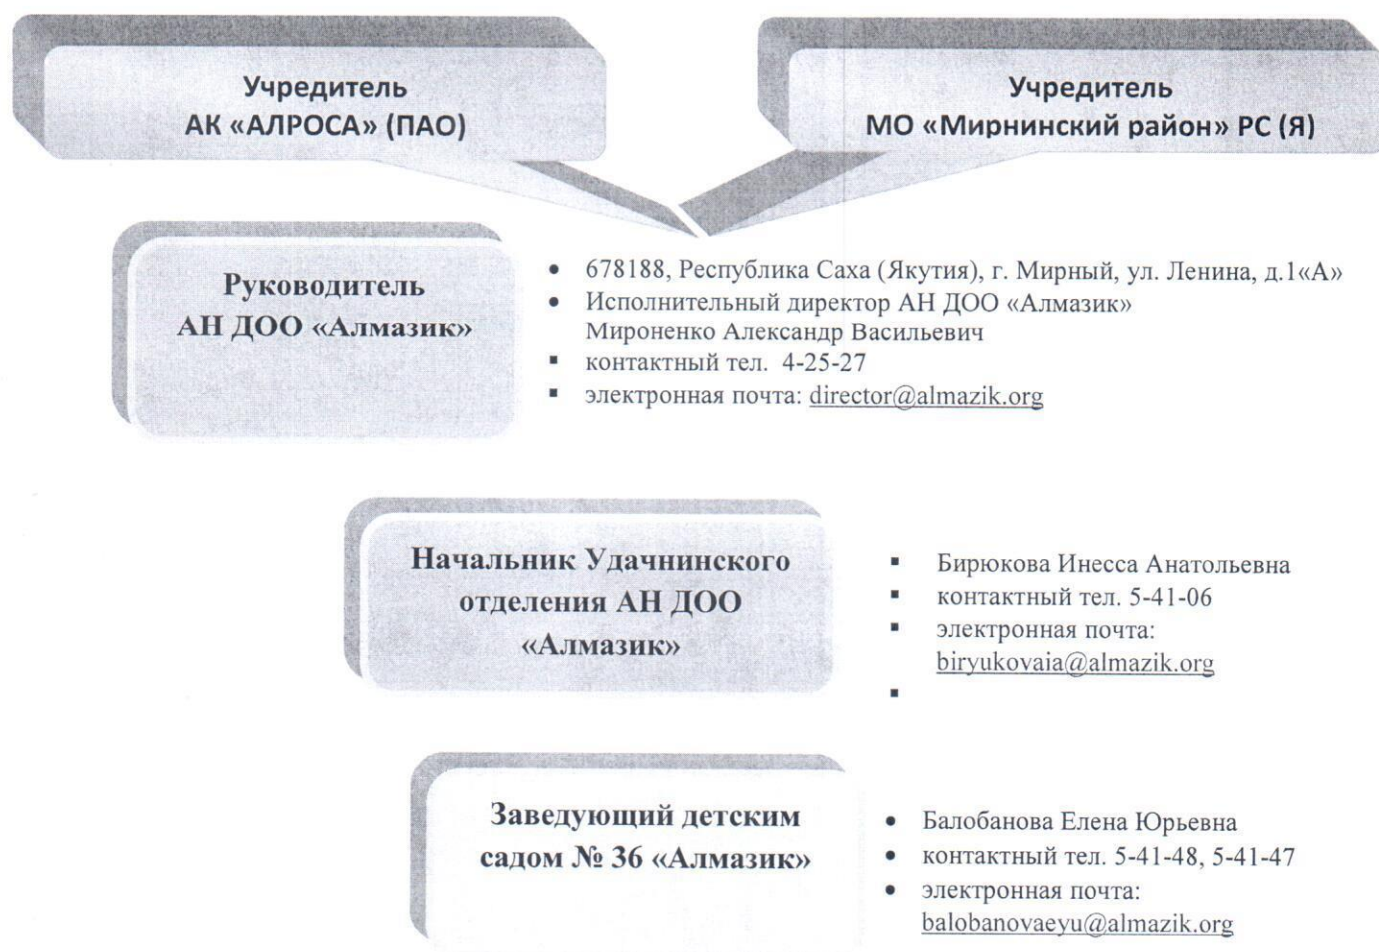 Учредитель
АК «АЛРОСА» (ПАО)
Учредитель
МО «Мирнинский район» РС (Я)
Руководитель
АН ДОО «Алмазик»
• 678188, Республика Саха (Якутия), г. Мирный, ул. Ленина, д.1«А»
• Исполнительный директор АН ДОО «Алмазик»
Мироненко Александр Васильевич
▪ контактный тел. 4-25-27
▪ электронная почта: director@almazik.org
Начальник Удачнинского
отделения АН ДОО
«Алмазик»
▪ Бирюкова Инесса Анатольевна
▪ контактный тел. 5-41-06
▪ электронная почта:
biryukovaia@almazik.org
▪
Заведующий детским
садом № 36 «Алмазик»
• Балобанова Елена Юрьевна
• контактный тел. 5-41-48, 5-41-47
• электронная почта:
balobanovaeyu@almazik.org